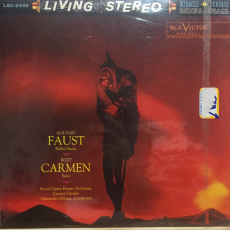 LSC-2449
LIVING STEREO
RCA VICTOR
GOUNOD
FAUST
Ballet Music
BIZET
CARMEN
Suite
Royal Opera House Orchestra,
Covent Garden
Alexander Gibson, Conductor